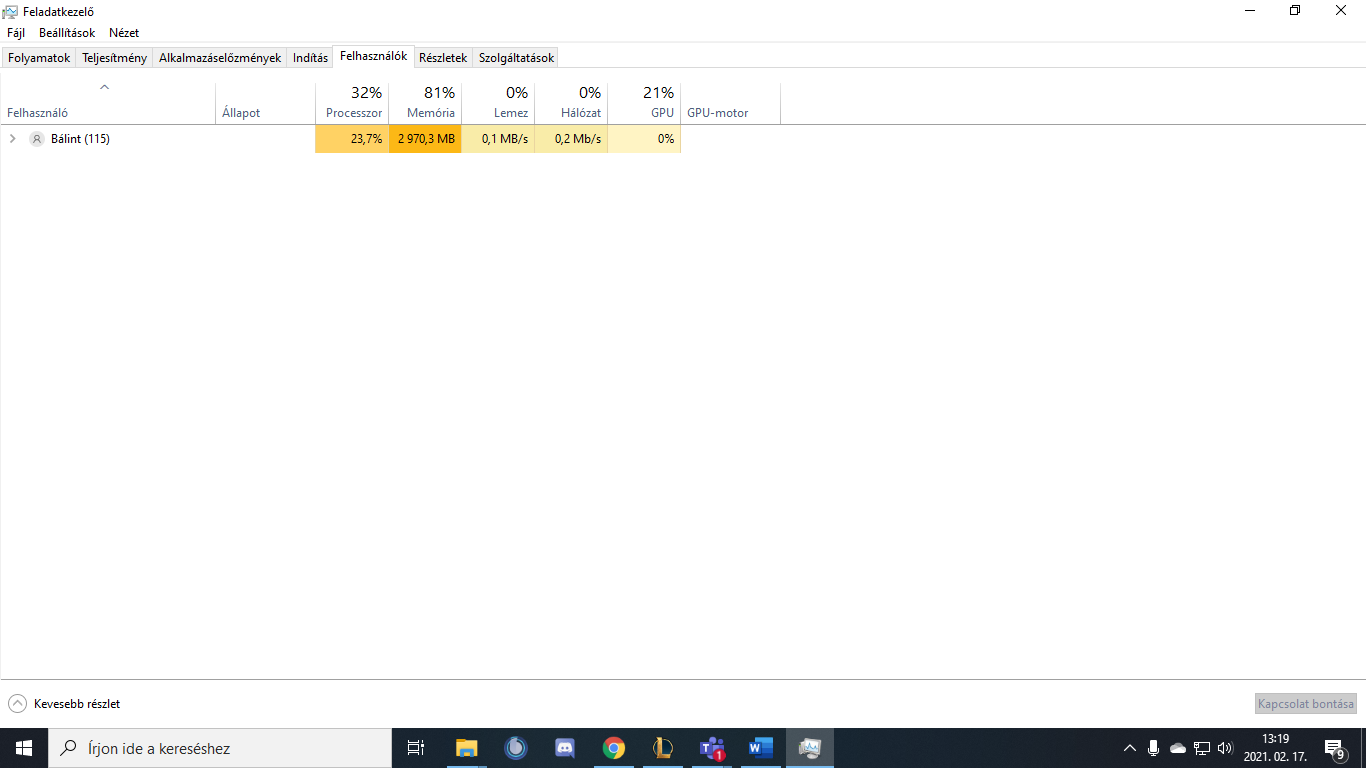 Feladatkezelő
Fájl Beállítások Nézet
Folyamatok Teljesítmény Alkalmazáselőzmények Indítás Felhasználók Részletek Szolgáltatások
32% 81% 0% 0% 21%
Felhasználó Állapot Processzor Memória Lemez Hálózat GPU GPU-motor
Bálint (115) 23,7% 2 970,3 MB 0,1 MB/s 0,2 Mb/s 0%
Kevesebb részlet Kapcsolat bontása
Írjon ide a kereséshez 1 13:19
2021. 02. 17. 9